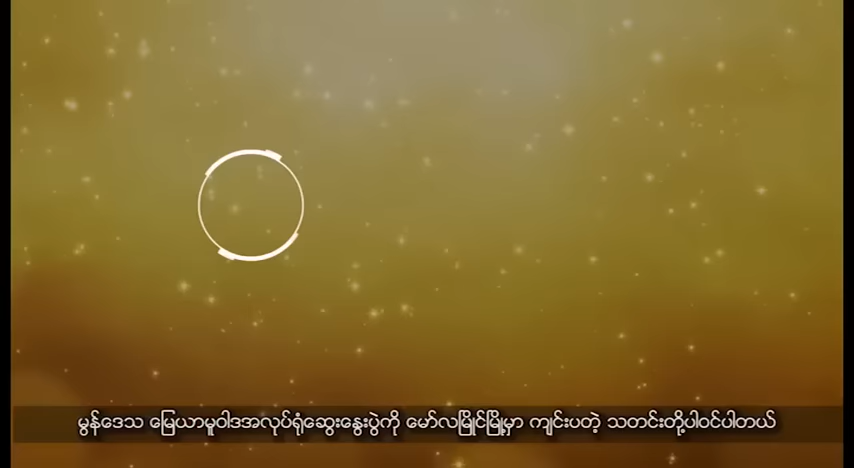 မွန်ဒေသ မြေယာမူဝါဒအလုပ်ရုံဆွေးနွေးပွဲကို မော်လမြိုင်မြို့မှာ ကျင်းပတဲ့ သတင်းတို့ပါဝင်ပါတယ်